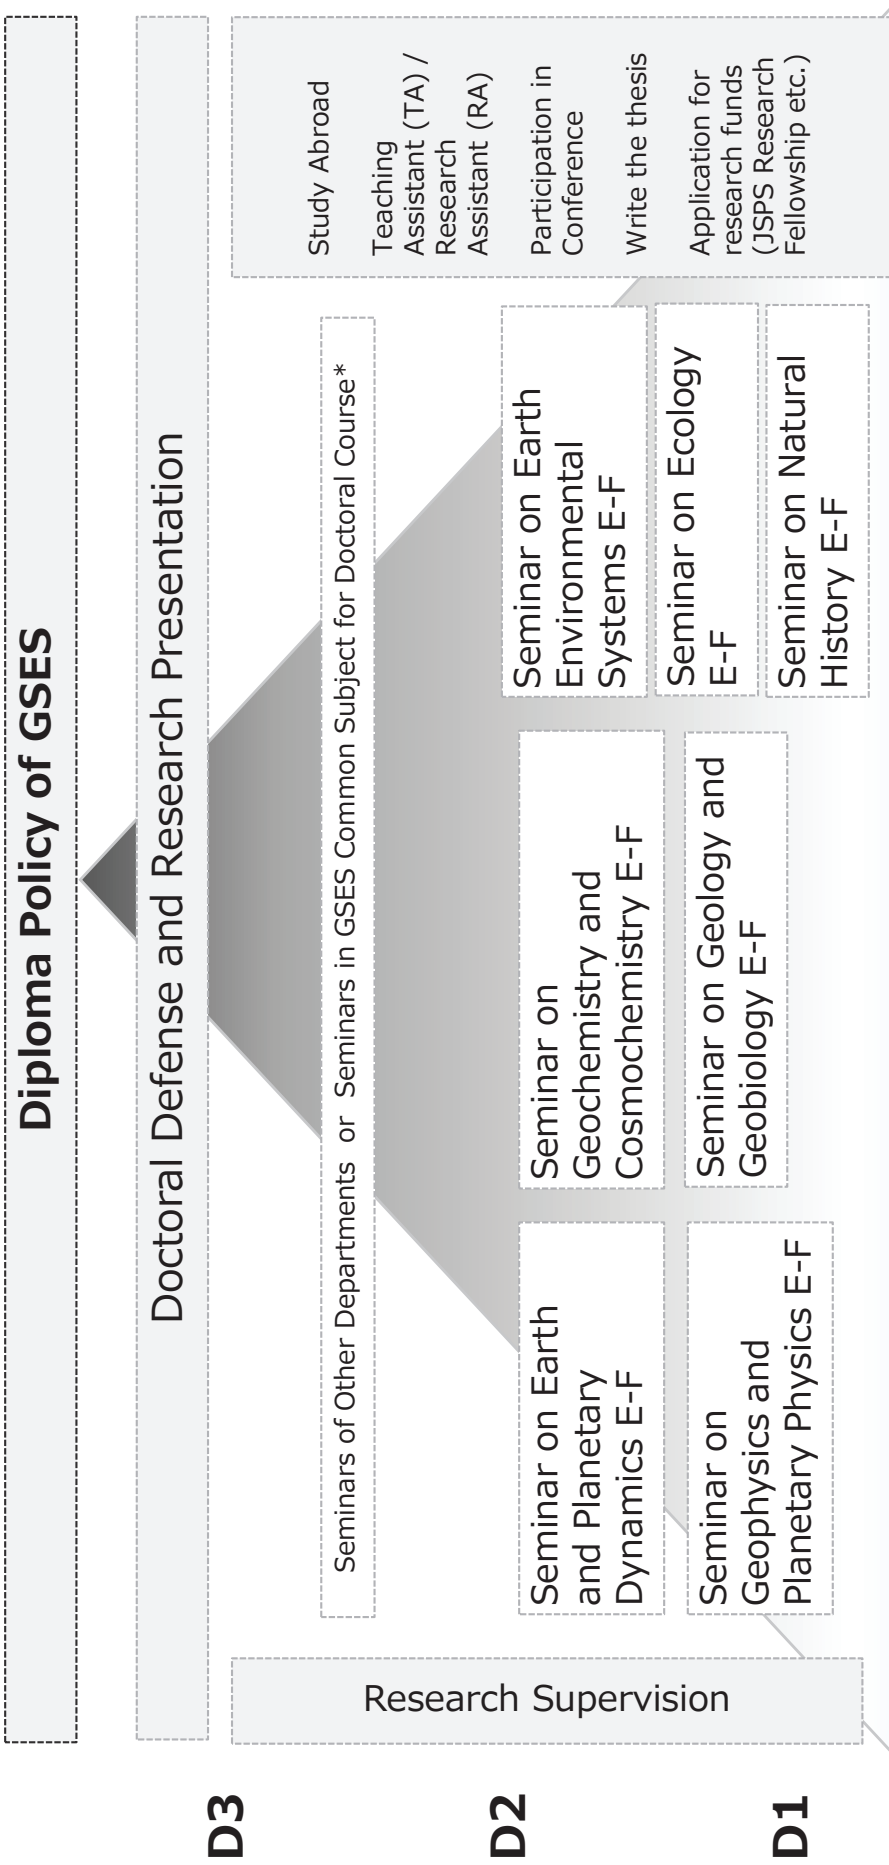 Diploma Policy of GSES
Doctoral Defense and Research Presentation
D3
D2
D1
Research Supervision
Seminars of Other Departments or Seminars in GSES Common Subject for Doctoral Course*
Seminar on Earth
and Planetary
Dynamics E-F
Seminar on
Geophysics and
Planetary Physics E-F
Seminar on
Geochemistry and
Cosmochemistry E-F
Seminar on Geology and
Geobiology E-F
Seminar on Earth
Environmental
Systems E-F
Seminar on Ecology
E-F
Seminar on Natural
History E-F
Study Abroad
Teaching
Assistant (TA) /
Research
Assistant (RA)
Participation in
Conference
Write the thesis
Application for
research funds
(JSPS Research
Fellowship etc.)